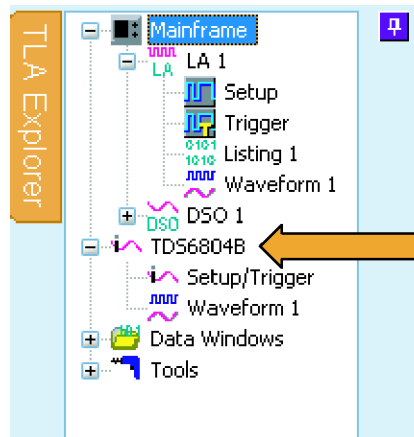 TLA Explorer
Mainframe
LA
LA 1
Setup
Trigger
0101
1010
Listing 1
Waveform 1
DSO
DSO 1
TDS6804B
Setup/Trigger
Waveform 1
Data Windows
Tools